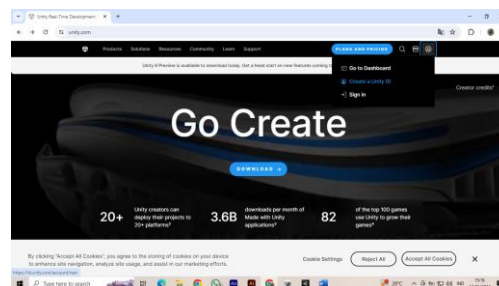 Unity Real-Time Development
unity.com
Products Solutions Resources Community Learn Support
PLANS AND PRICING
Unity 6 Preview is available to download today. Get a head start on new features coming
Go to Dashboard
Create a Unity ID
Sign in
Creator credits¹
Go Create
DOWNLOAD →
20+
Unity creators can
deploy their projects to
20+ platforms²
3.6B
downloads per month of
Made with Unity
applications³
82
of the top 100 games
use Unity to grow their
games⁴
By clicking "Accept All Cookies", you agree to the storing of cookies on your device
to enhance site navigation, analyze site usage, and assist in our marketing efforts.
Cookie Settings
Reject All
Accept All Cookies
Type here to search